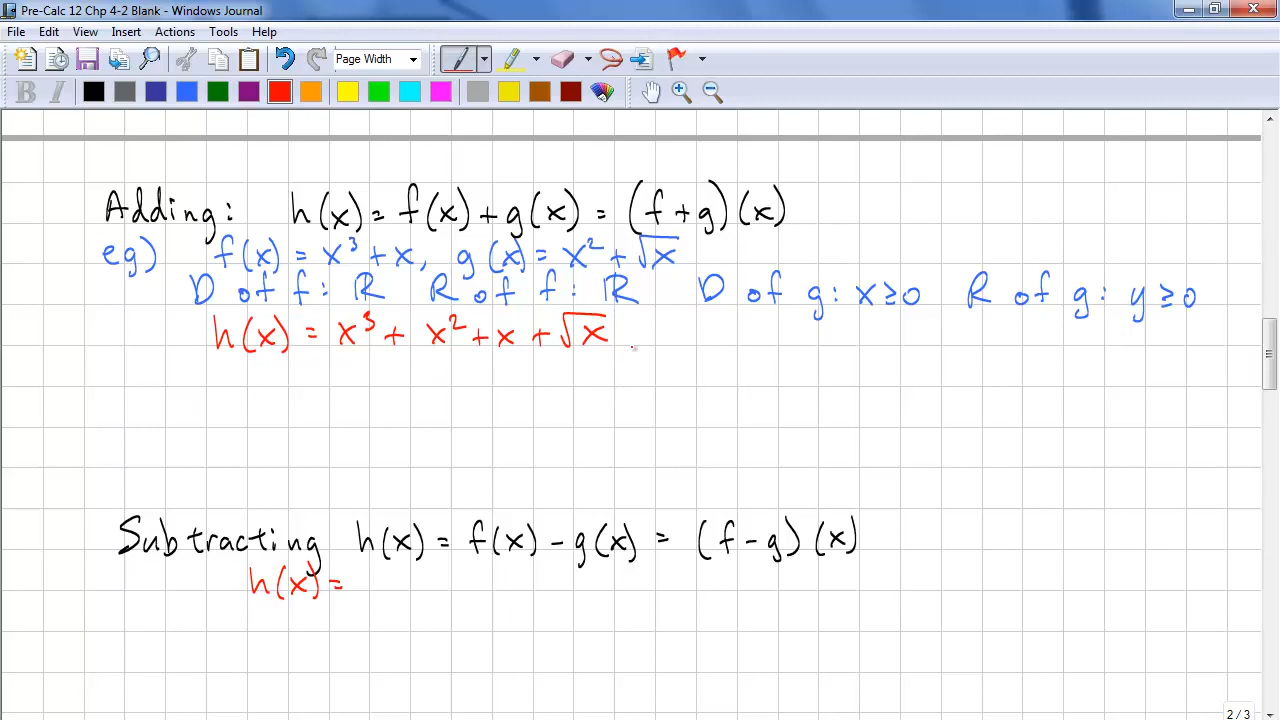 Pre-Calc 12 Chp 4-2 Blank - Windows Journal
File Edit View Insert Actions Tools Help
Page Width
B I
Adding: h(x) = f(x) + g(x) = (f+g)(x)
eg) f(x) = x³ + x, g(x) = x² + √x
D of f: ℝ R of f: ℝ D of g: x ≥ 0 R of g: y ≥ 0
h(x) = x³ + x² + x + √x
Subtracting h(x) = f(x) - g(x) = (f-g)(x)
h(x) =
2 / 3